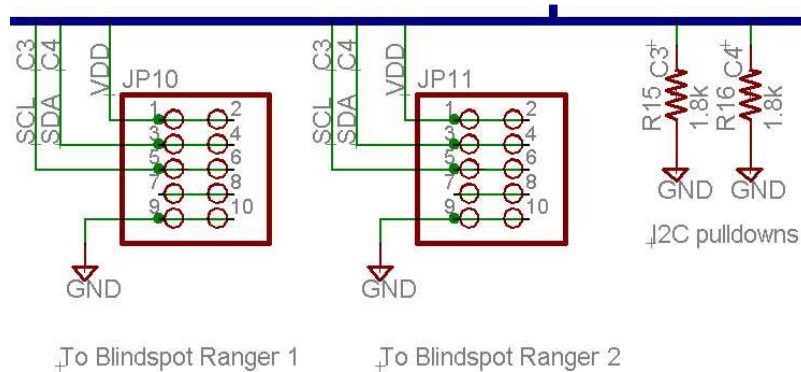 SCL C3
SDA C4
VDD
JP10
1 2
3 4
5 6
7 8
9 10
GND
To Blindspot Ranger 1
SCL C3
SDA C4
VDD
JP11
1 2
3 4
5 6
7 8
9 10
GND
To Blindspot Ranger 2
R15 C3
1.8k
R16 C4
1.8k
GND GND
I2C pulldowns